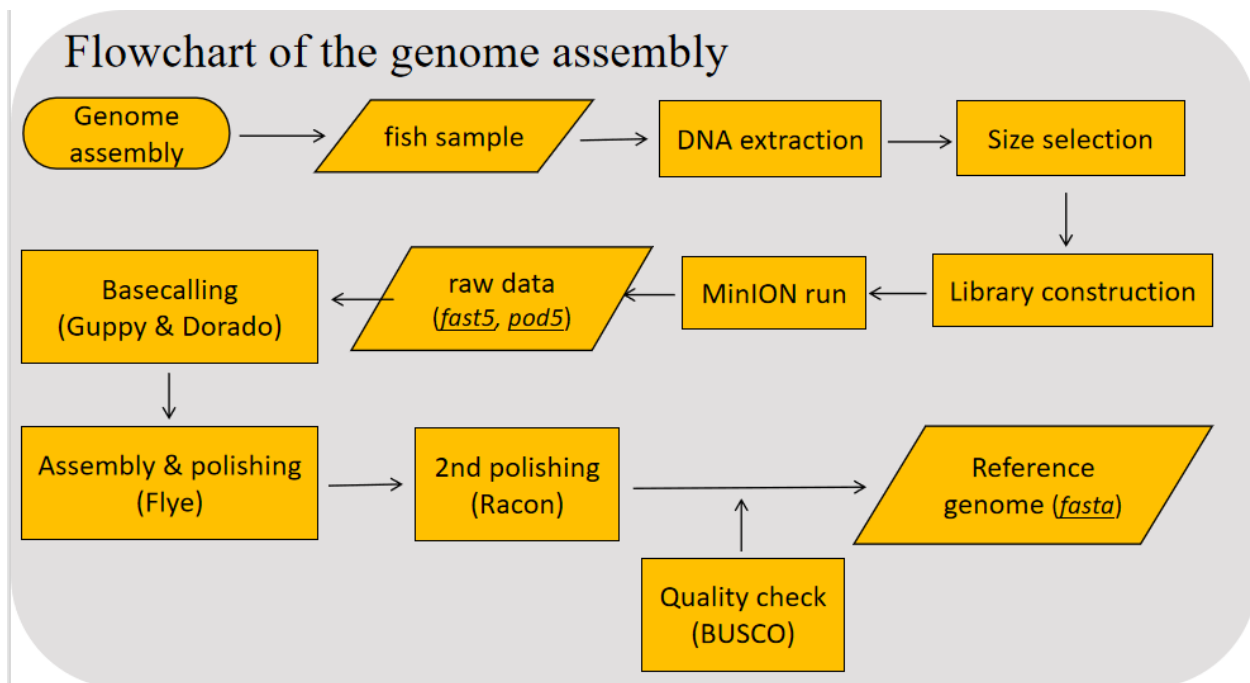 Flowchart of the genome assembly
Genome
assembly
fish sample
DNA extraction
Size selection
Library construction
MinION run
raw data
(fast5, pod5)
Basecalling
(Guppy & Dorado)
Assembly & polishing
(Flye)
2nd polishing
(Racon)
Quality check
(BUSCO)
Reference
genome (fasta)